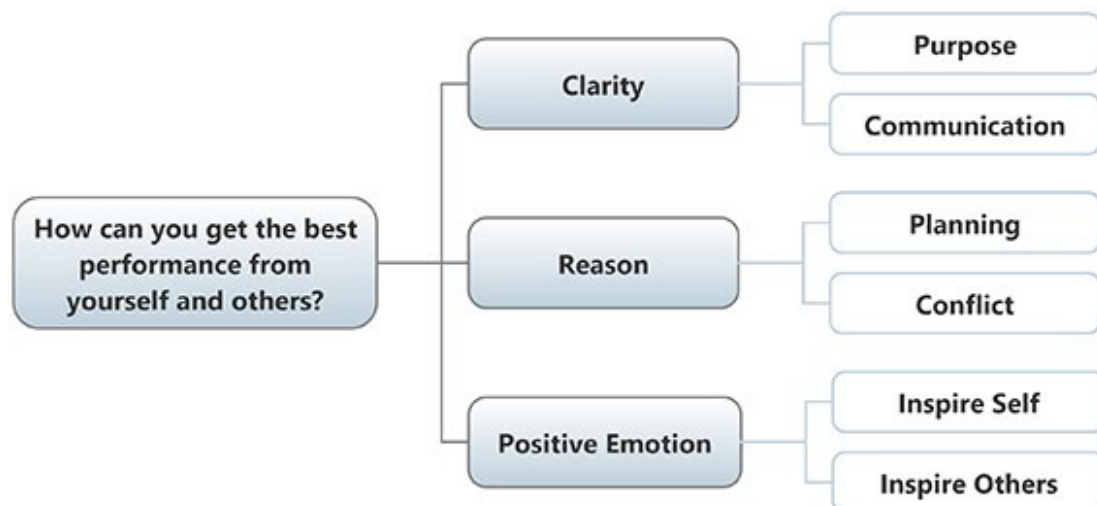 How can you get the best
performance from
yourself and others?
Clarity
Purpose
Communication
Reason
Planning
Conflict
Positive Emotion
Inspire Self
Inspire Others